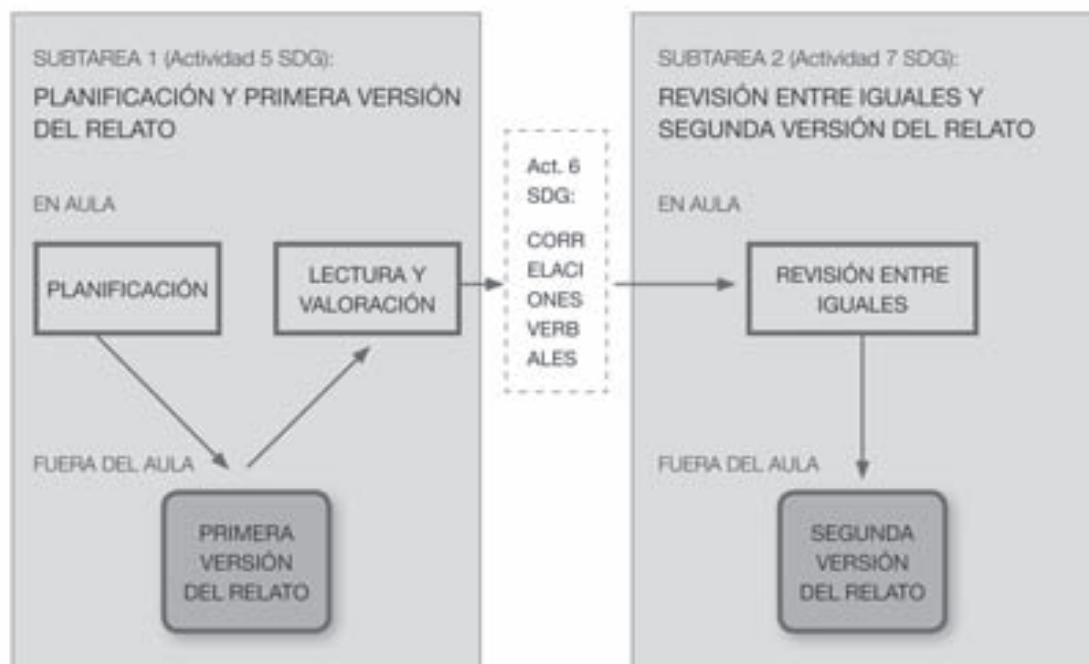 SUBTAREA 1 (Actividad 5 SDG):
PLANIFICACIÓN Y PRIMERA VERSIÓN
DEL RELATO
EN AULA
PLANIFICACIÓN
LECTURA Y
VALORACIÓN
FUERA DEL AULA
PRIMERA
VERSIÓN
DEL RELATO
Act. 6
SDG:
CORR
ELACI
ONES
VERB
ALES
SUBTAREA 2 (Actividad 7 SDG):
REVISIÓN ENTRE IGUALES Y
SEGUNDA VERSIÓN DEL RELATO
EN AULA
REVISIÓN ENTRE
IGUALES
FUERA DEL AULA
SEGUNDA
VERSIÓN
DEL RELATO